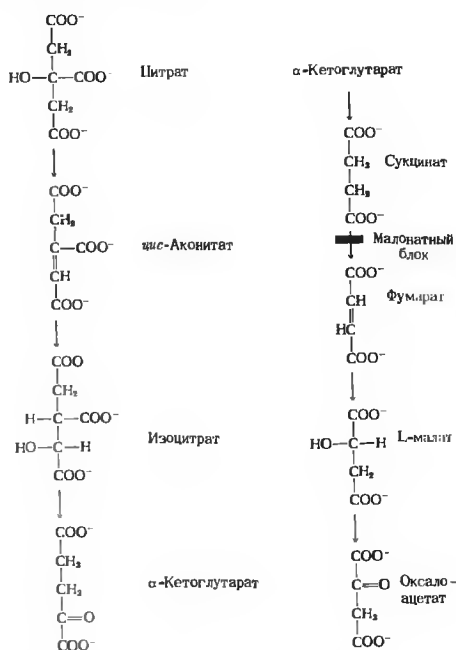 COO⁻
CH₂
HO—C—COO⁻
CH₂
COO⁻
Цитрат
COO⁻
CH₂
C—COO⁻
CH
COO⁻
цис-Аконитат
COO
CH₂
H—C—COO⁻
HO—C—H
COO⁻
Изоцитрат
COO⁻
CH₂
CH₂
C=O
COO⁻
α-Кетоглутарат
α-Кетоглутарат
COO⁻
CH₂
CH₂
COO⁻
Сукцинат
Малонатный
блок
COO⁻
CH
HC
COO⁻
Фумарат
COO⁻
HO—C—H
CH₂
COO⁻
L-малат
COO⁻
C=O
CH₂
COO⁻
Оксало-
ацетат